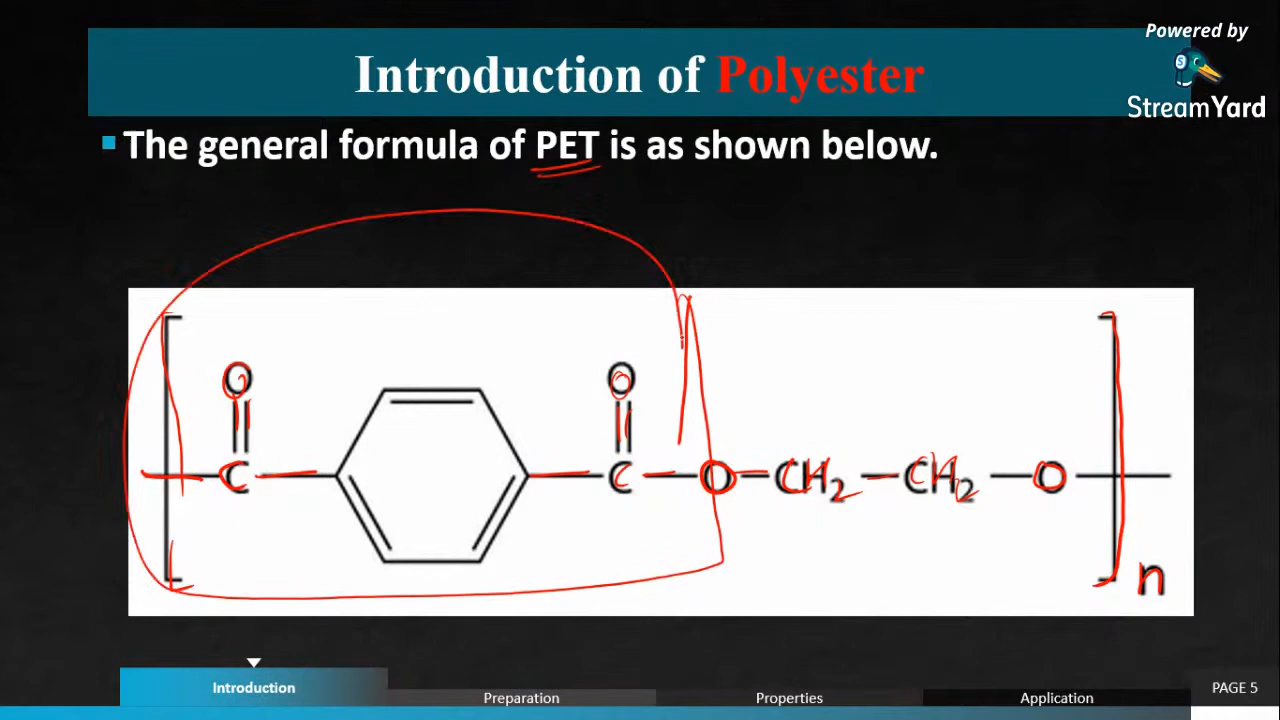 Powered by
StreamYard
Introduction of Polyester
The general formula of PET is as shown below.
O O
C C O CH₂ CH₂ O
n
Introduction Preparation Properties Application PAGE 5